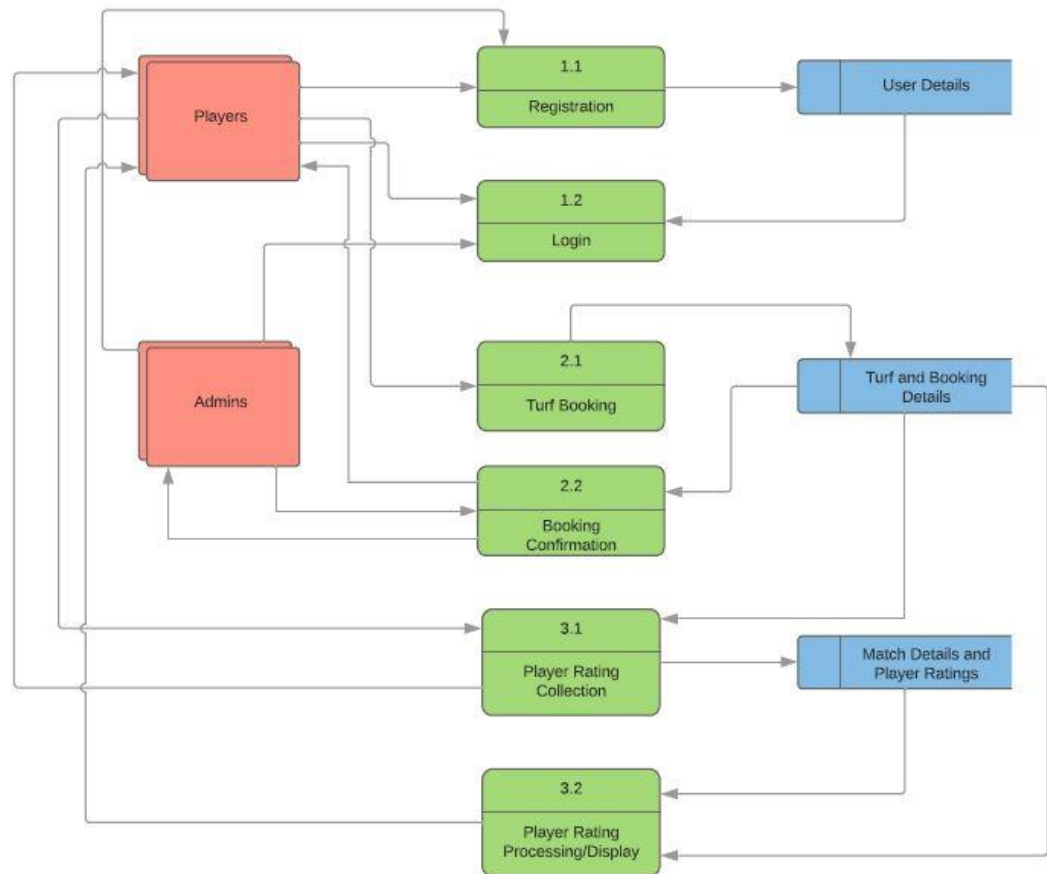 Players
1.1
Registration
User Details
1.2
Login
Admins
2.1
Turf Booking
Turf and Booking
Details
2.2
Booking
Confirmation
3.1
Player Rating
Collection
Match Details and
Player Ratings
3.2
Player Rating
Processing/Display